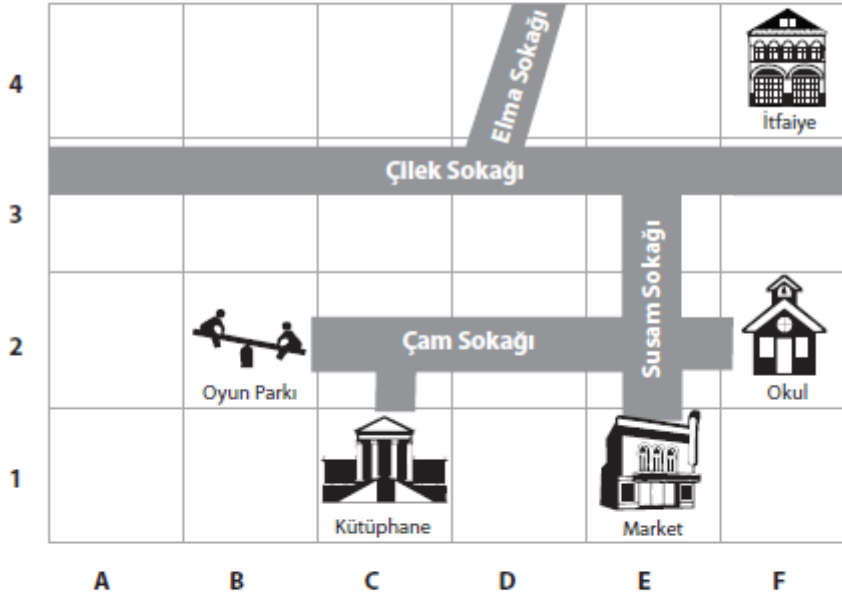 4
Elma Sokağı
İtfaiye
Çilek Sokağı
3
Susam Sokağı
2
Çam Sokağı
Oyun Parkı
Okul
1
Kütüphane
Market
A B C D E F